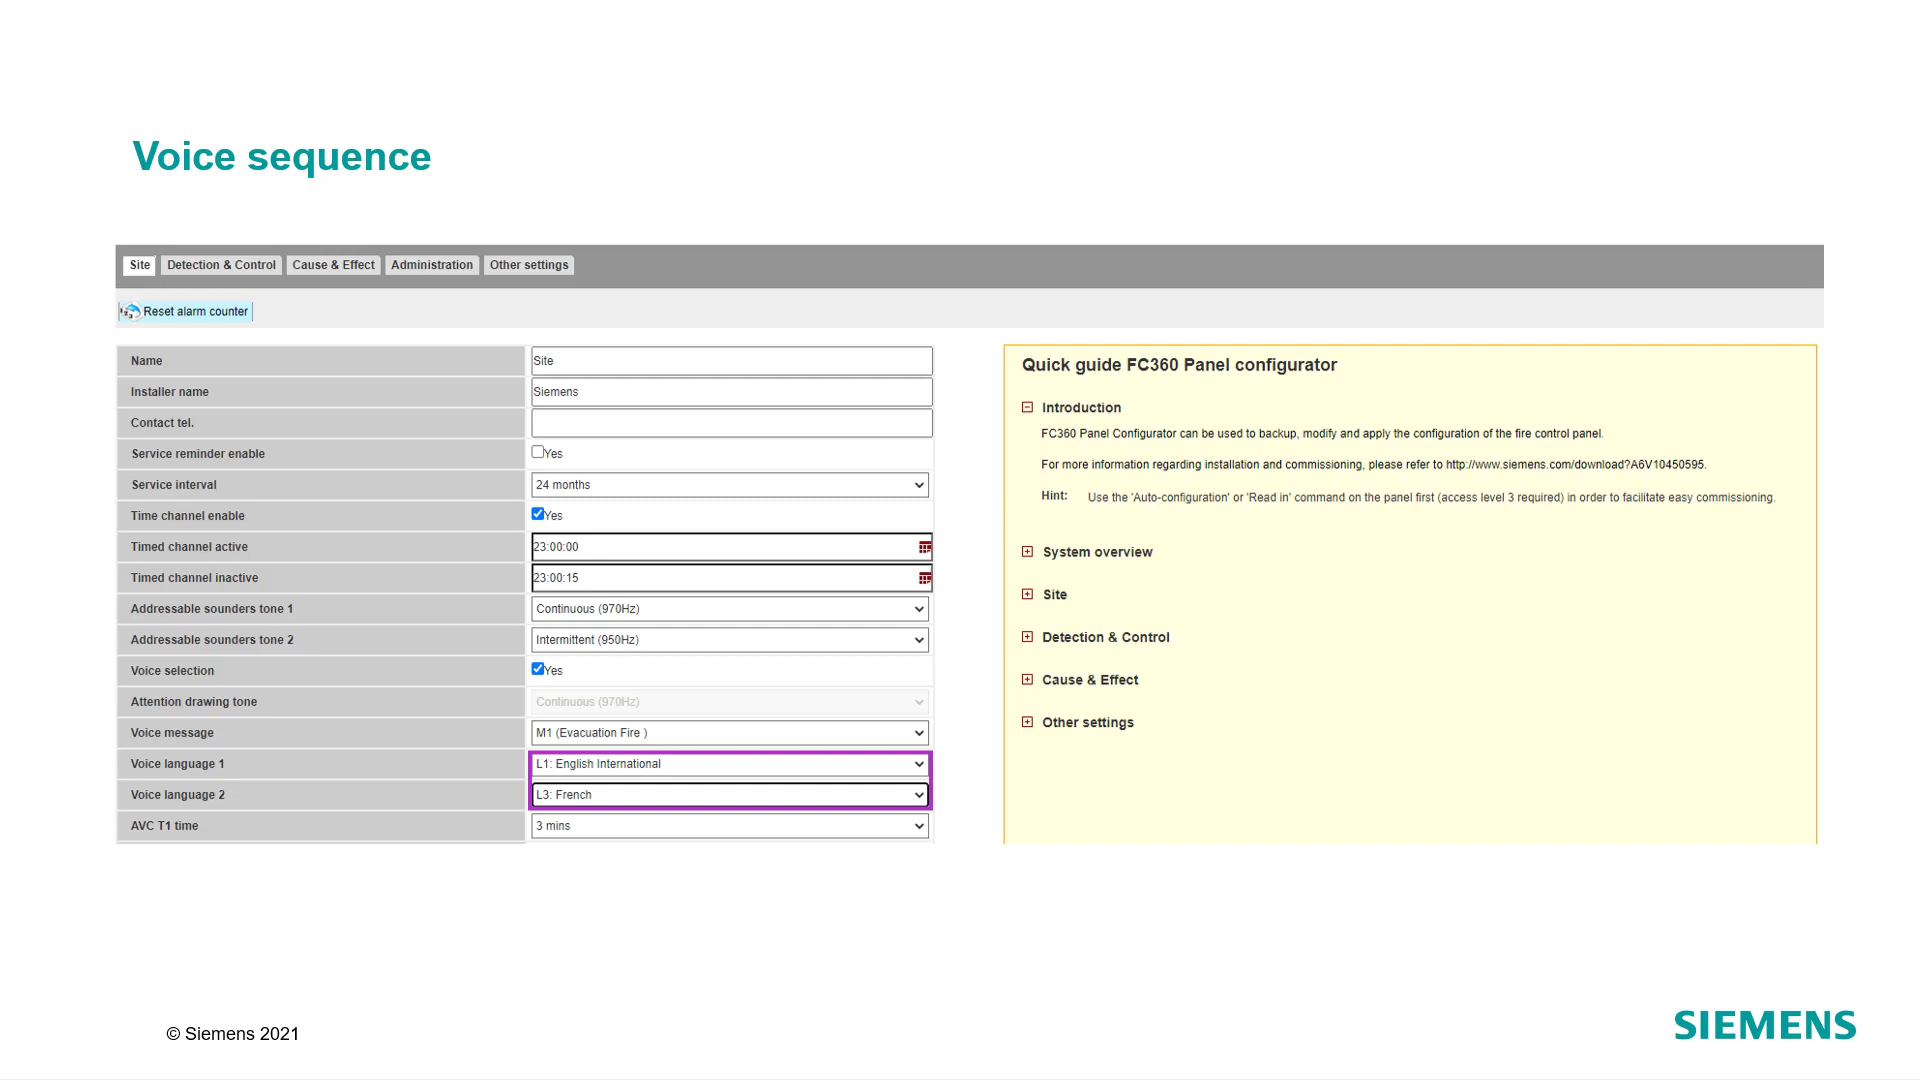 Voice sequence
Site Detection & Control Cause & Effect Administration Other settings
Reset alarm counter
Name Site
Installer name Siemens
Contact tel.
Service reminder enable Yes
Service interval 24 months
Time channel enable Yes
Timed channel active 23:00:00
Timed channel inactive 23:00:15
Addressable sounders tone 1 Continuous (970Hz)
Addressable sounders tone 2 Intermittent (950Hz)
Voice selection Yes
Attention drawing tone Continuous (970Hz)
Voice message M1 (Evacuation Fire )
Voice language 1 L1: English International
Voice language 2 L3: French
AVC T1 time 3 mins
Quick guide FC360 Panel configurator
Introduction
FC360 Panel Configurator can be used to backup, modify and apply the configuration of the fire control panel.
For more information regarding installation and commissioning, please refer to http://www.siemens.com/download?A6V10450595.
Hint: Use the 'Auto-configuration' or 'Read in' command on the panel first (access level 3 required) in order to facilitate easy commissioning.
System overview
Site
Detection & Control
Cause & Effect
Other settings
© Siemens 2021
SIEMENS